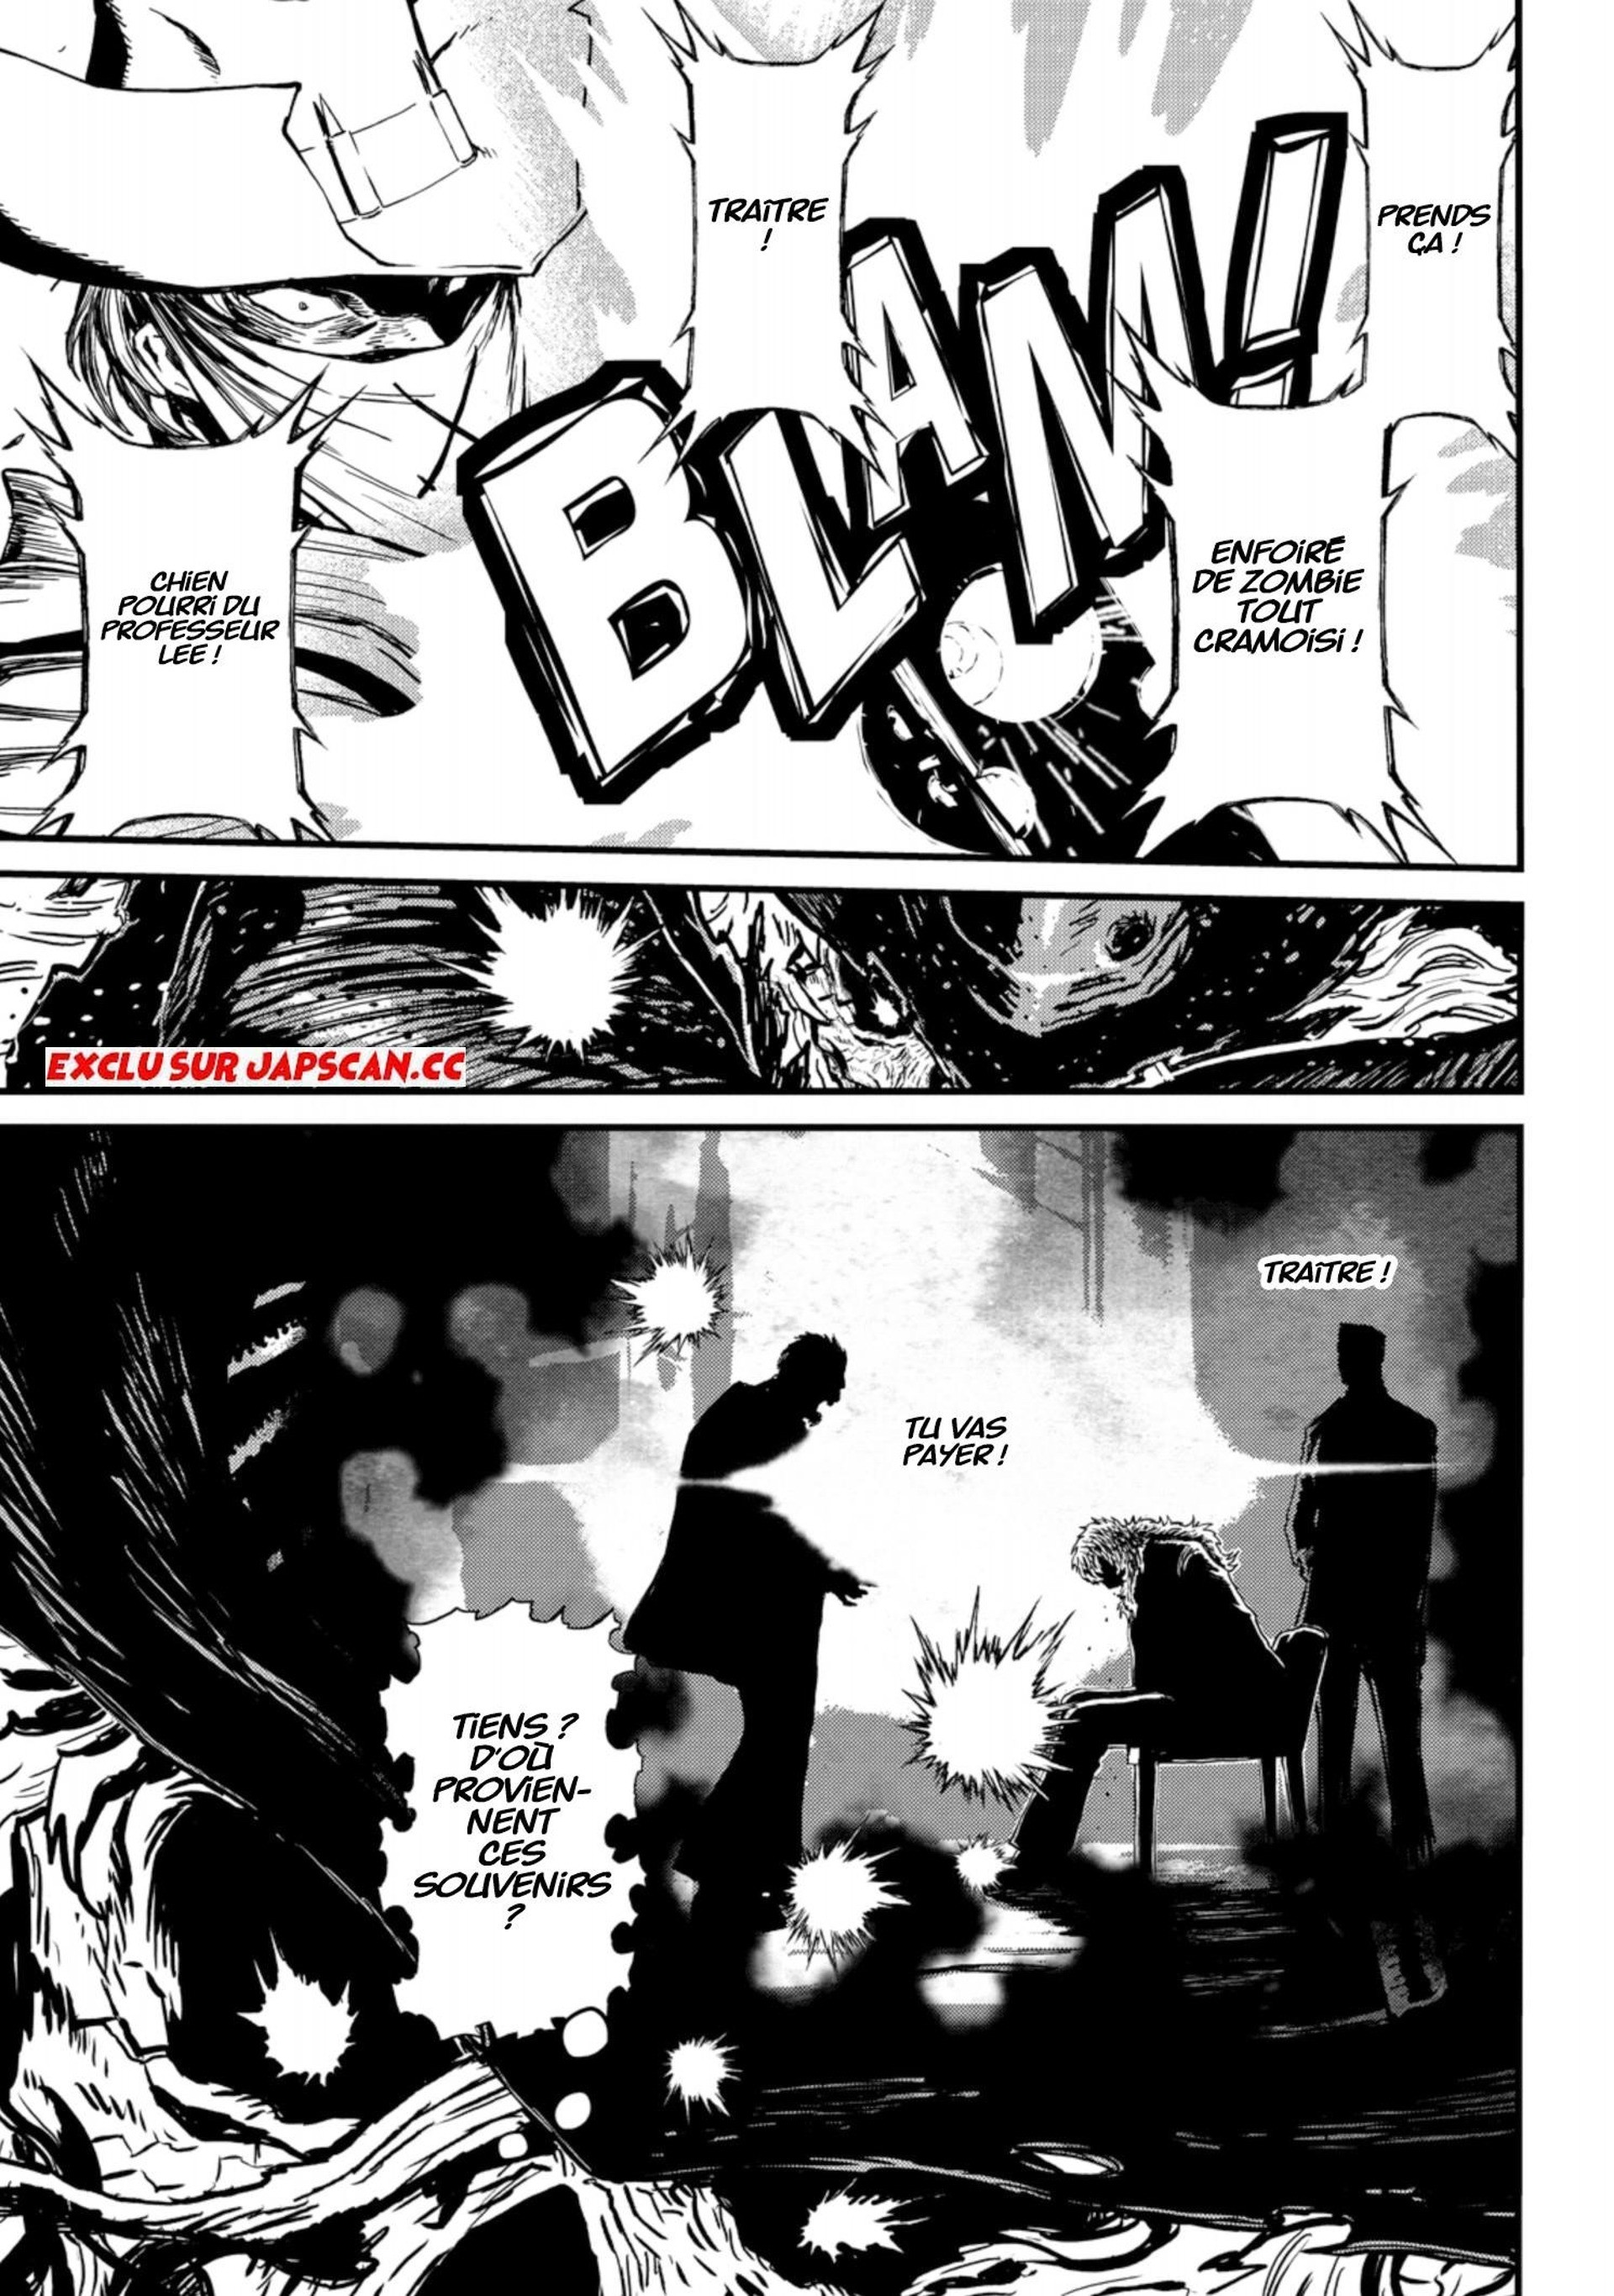 PRENDS
ÇA !
TRAÎTRE
!
BLAM!
ENFOIRÉ
DE ZOMBIE
TOUT
CRAMOISI !
CHIEN
POURRI DU
PROFESSEUR
LEE !
EXCLU SUR JAPSCAN.CC
TRAÎTRE !
TU VAS
PAYER !
TIENS ?
D'OÙ
PROVIEN-
NENT
CES
SOUVENIRS
?